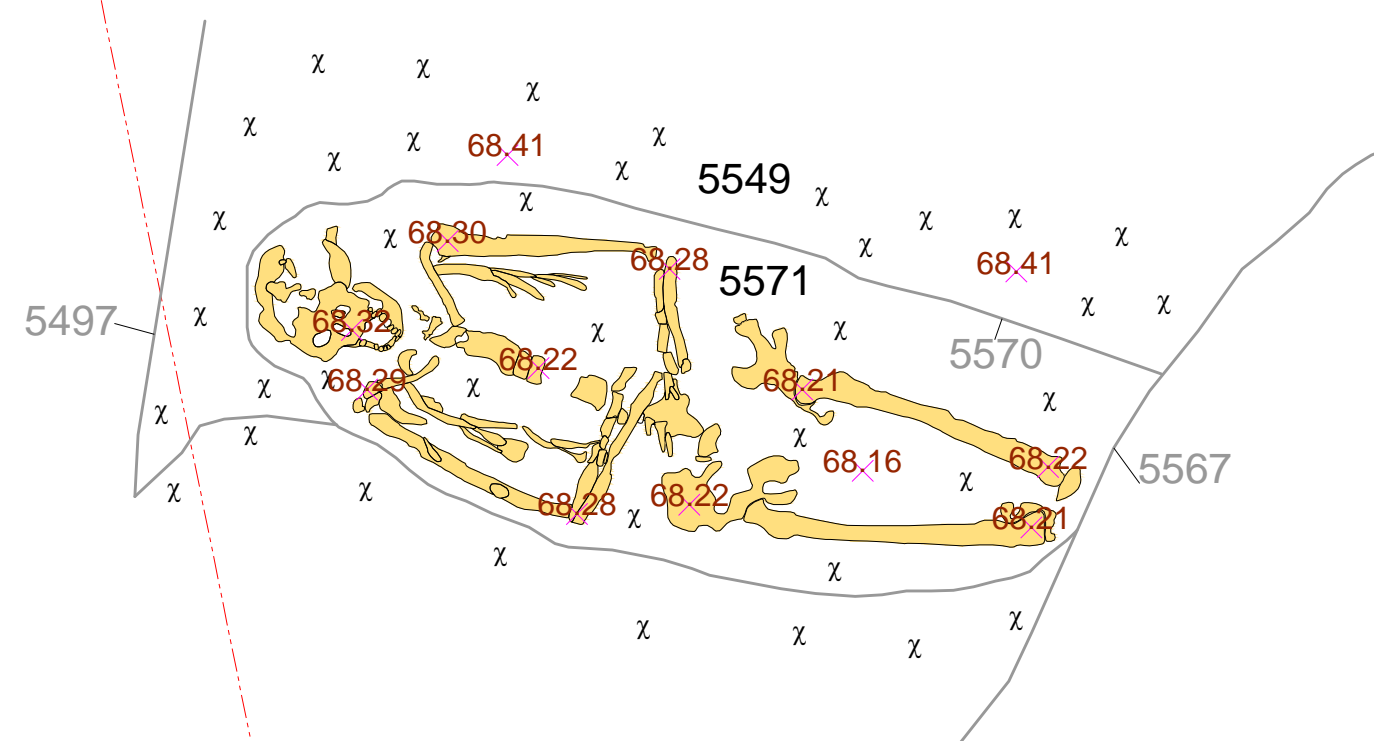 χ χ
χ
χ χ 68.41 χ
χ χ 5549
χ χ
χ χ χ
χ 68.30 χ χ
68.28 5571 68.41
5497 χ 68.32 χ χ χ χ
68.22 5570
χ χ 68.29 χ 68.21
χ χ
χ χ
68.16 68.22 5567
χ χ 68.28 68.22 χ
χ 68.21
χ χ
χ χ χ χ